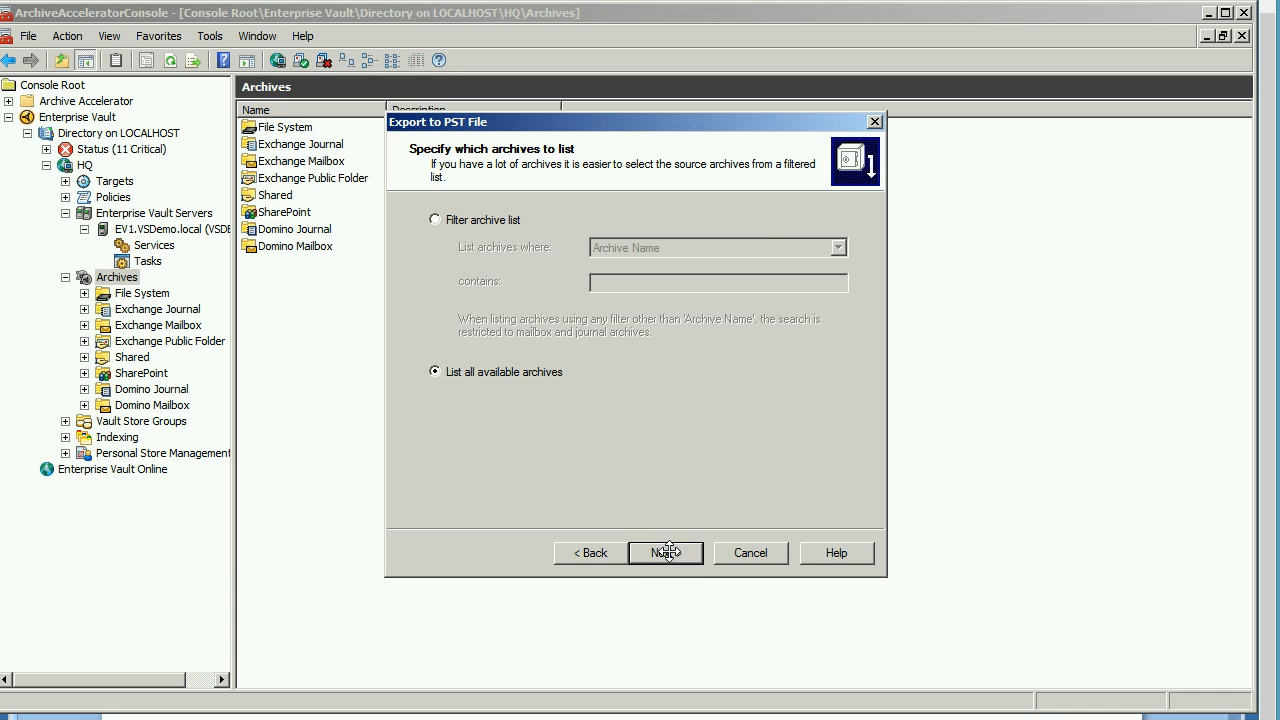 ArchiveAcceleratorConsole - [Console Root\Enterprise Vault\Directory on LOCALHOST\HQ\Archives]
File Action View Favorites Tools Window Help
Console Root
Archive Accelerator
Enterprise Vault
Directory on LOCALHOST
Status (11 Critical)
HQ
Targets
Policies
Enterprise Vault Servers
EV1.VSDemo.local (VSDE
Services
Tasks
Archives
File System
Exchange Journal
Exchange Mailbox
Exchange Public Folder
Shared
SharePoint
Domino Journal
Domino Mailbox
Vault Store Groups
Indexing
Personal Store Management
Enterprise Vault Online
Archives
Name Description
File System
Exchange Journal
Exchange Mailbox
Exchange Public Folder
Shared
SharePoint
Domino Journal
Domino Mailbox
Export to PST File
Specify which archives to list
If you have a lot of archives it is easier to select the source archives from a filtered
list.
Filter archive list
List archives where: Archive Name
contains:
When listing archives using any filter other than 'Archive Name', the search is
restricted to mailbox and journal archives.
List all available archives
< Back Cancel Help